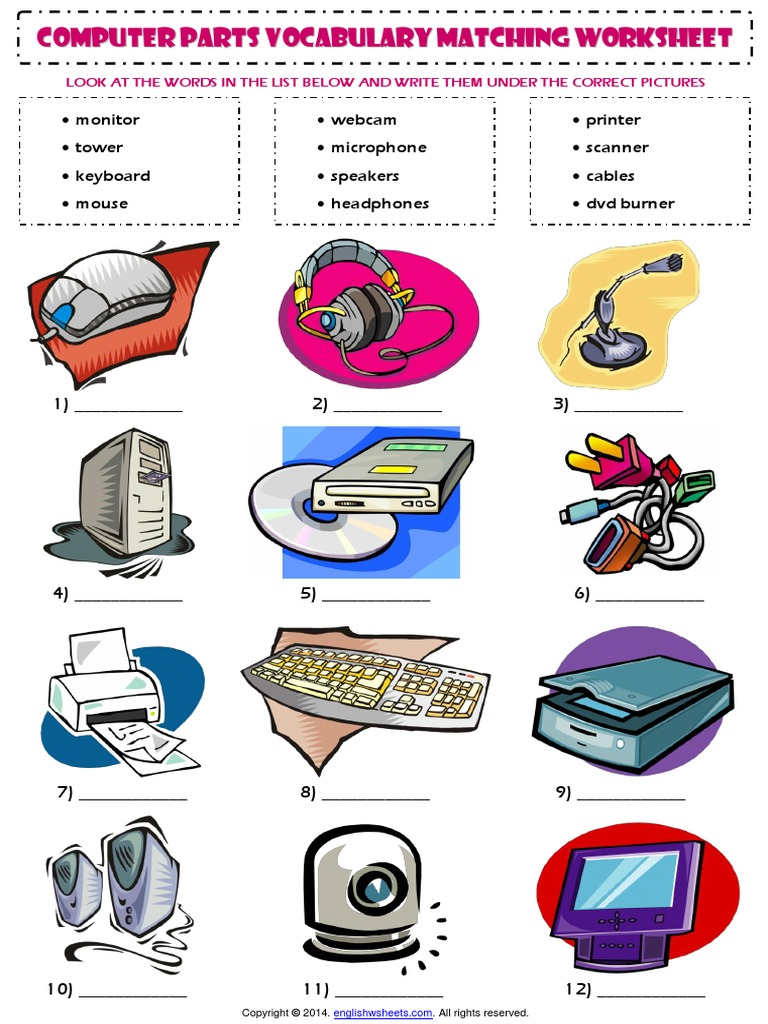 COMPUTER PARTS VOCABULARY MATCHING WORKSHEET
LOOK AT THE WORDS IN THE LIST BELOW AND WRITE THEM UNDER THE CORRECT PICTURES
• monitor
• tower
• keyboard
• mouse
• webcam
• microphone
• speakers
• headphones
• printer
• scanner
• cables
• dvd burner
1) ____________ 2) ____________ 3) ____________
4) ____________ 5) ____________ 6) ____________
7) ____________ 8) ____________ 9) ____________
10) ____________ 11) ____________ 12) ____________
Copyright © 2014. englishwsheets.com. All rights reserved.